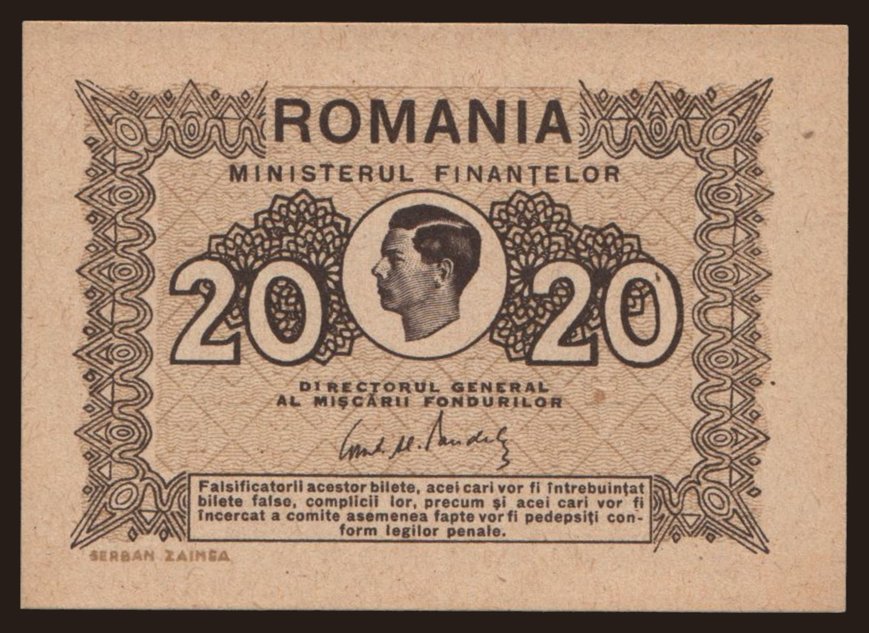 ROMANIA
MINISTERUL FINANȚELOR
20 20
DIRECTORUL GENERAL
AL MIȘCĂRII FONDURILOR
Falsificatorii acestor bilete, acei cari vor fi întrebuințat
bilete false, complicii lor, precum și acei cari vor fi
încercat a comite asemenea fapte vor fi pedepsiți con-
form legilor penale.
SERBAN ZAINEA